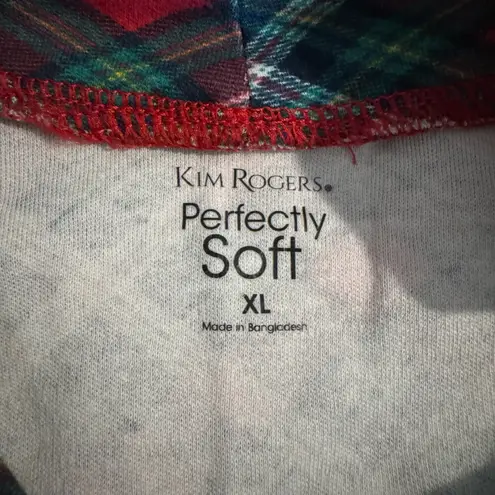 KIM ROGERS.
Perfectly
Soft
XL
Made in Bangladesh